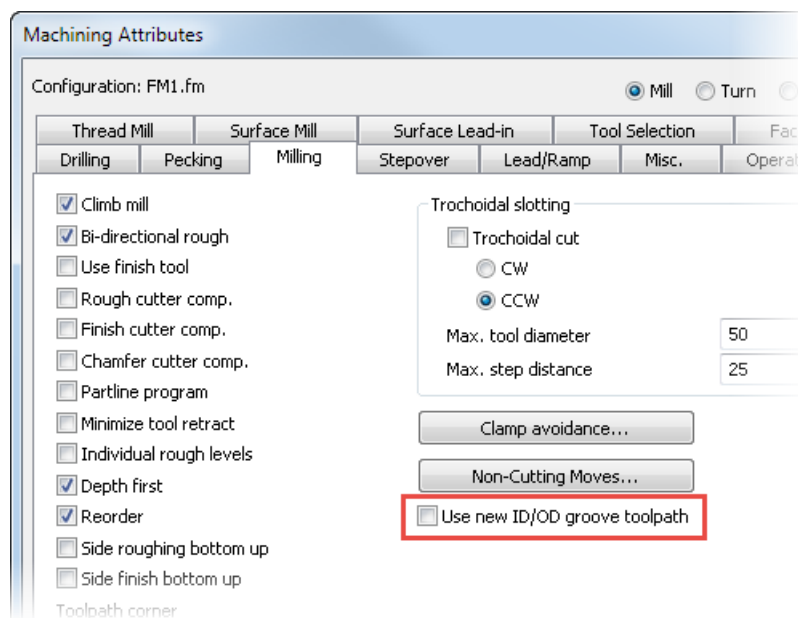 Machining Attributes
Configuration: FM1.fm
Mill Turn
Thread Mill Surface Mill Surface Lead-in Tool Selection
Drilling Pecking Milling Stepover Lead/Ramp Misc.
Climb mill
Bi-directional rough
Use finish tool
Rough cutter comp.
Finish cutter comp.
Chamfer cutter comp.
Partline program
Minimize tool retract
Individual rough levels
Depth first
Reorder
Side roughing bottom up
Side finish bottom up
Toolpath corner
Trochoidal slotting
Trochoidal cut
CW
CCW
Max. tool diameter 50
Max. step distance 25
Clamp avoidance...
Non-Cutting Moves...
Use new ID/OD groove toolpath